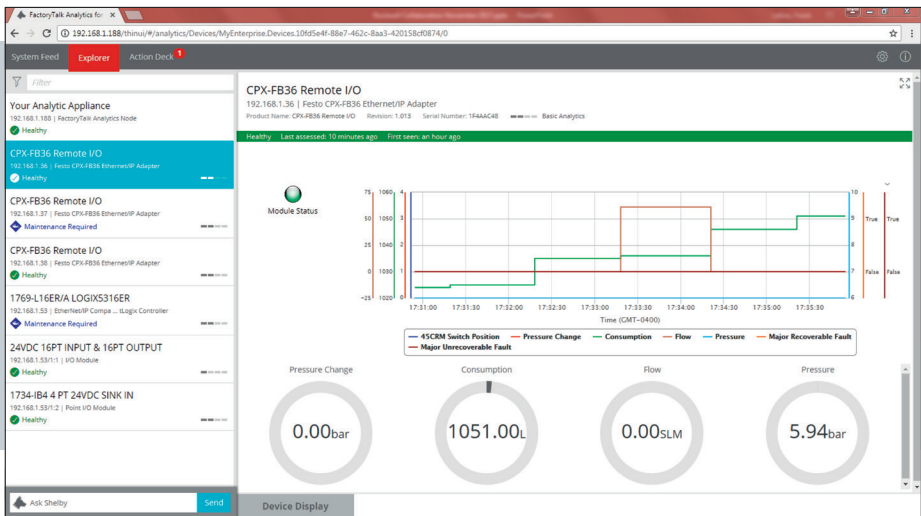 FactoryTalk Analytics for
192.168.1.188/thinui/#/analytics/Devices/MyEnterprise.Devices.10fd5e4f-88e7-462c-8aa3-420158cf0874/0
System Feed Explorer Action Deck 1
Filter
Your Analytic Appliance
192.168.1.188 | FactoryTalk Analytics Node
Healthy
CPX-FB36 Remote I/O
192.168.1.36 | Festo CPX-FB36 Ethernet/IP Adapter
Healthy
CPX-FB36 Remote I/O
192.168.1.37 | Festo CPX-FB36 Ethernet/IP Adapter
Maintenance Required
CPX-FB36 Remote I/O
192.168.1.38 | Festo CPX-FB36 Ethernet/IP Adapter
Healthy
1769-L16ER/A LOGIX5316ER
192.168.1.53 | EtherNet/IP Compa ... tLogix Controller
Maintenance Required
24VDC 16PT INPUT & 16PT OUTPUT
192.168.1.53/1:1 | I/O Module
Healthy
1734-IB4 4 PT 24VDC SINK IN
192.168.1.53/1:2 | Point I/O Module
Healthy
Ask Shelby Send
CPX-FB36 Remote I/O
192.168.1.36 | Festo CPX-FB36 Ethernet/IP Adapter
Product Name: CPX-FB36 Remote I/O Revision: 1.013 Serial Number: 1F4AAC48 Basic Analytics
Healthy Last assessed: 10 minutes ago First seen: an hour ago
Module Status
75 1060 4 10
50 1050 3 9 True True
25 1040 2 8
0 1030 1 7 False False
-25 1020 0 6
17:31:00 17:31:30 17:32:00 17:32:30 17:33:00 17:33:30 17:34:00 17:34:30 17:35:00 17:35:30
Time (GMT-0400)
45CRM Switch Position Pressure Change Consumption Flow Pressure Major Recoverable Fault
Major Unrecoverable Fault
Pressure Change Consumption Flow Pressure
0.00bar 1051.00L 0.00SLM 5.94bar
Device Display